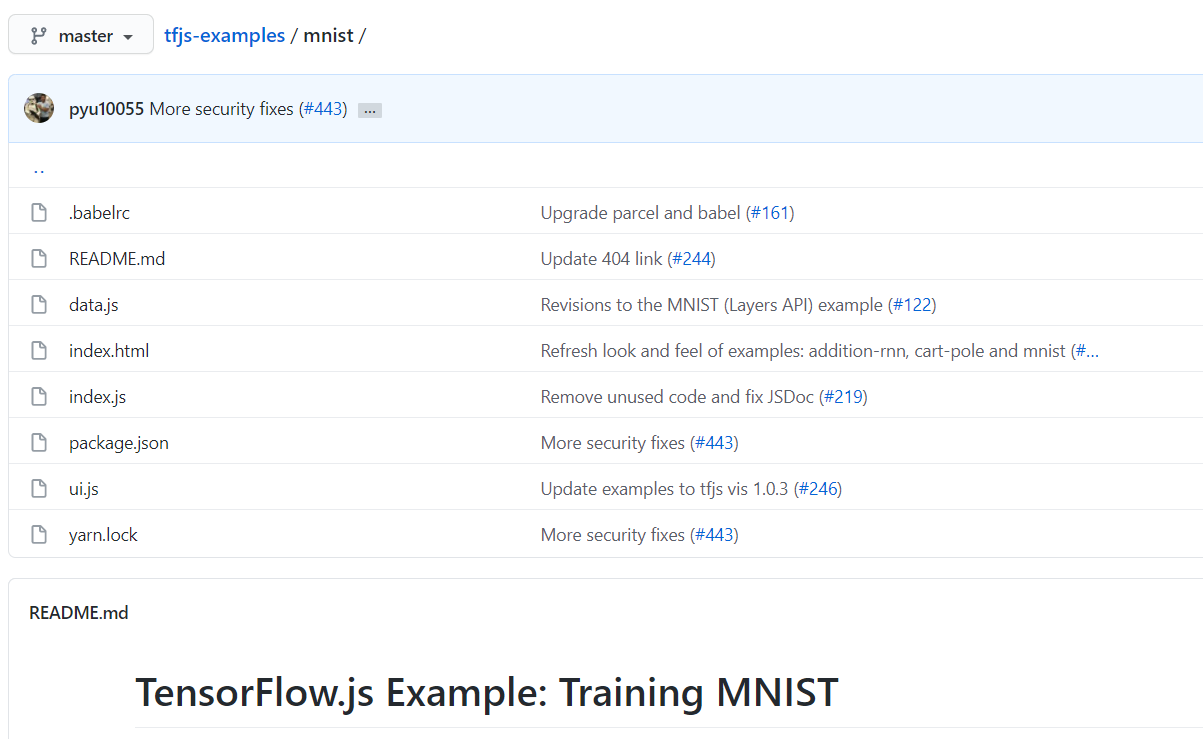 master tfjs-examples / mnist /
pyu10055 More security fixes (#443) ...
..
.babelrc Upgrade parcel and babel (#161)
README.md Update 404 link (#244)
data.js Revisions to the MNIST (Layers API) example (#122)
index.html Refresh look and feel of examples: addition-rnn, cart-pole and mnist (#...
index.js Remove unused code and fix JSDoc (#219)
package.json More security fixes (#443)
ui.js Update examples to tfjs vis 1.0.3 (#246)
yarn.lock More security fixes (#443)
README.md
TensorFlow.js Example: Training MNIST